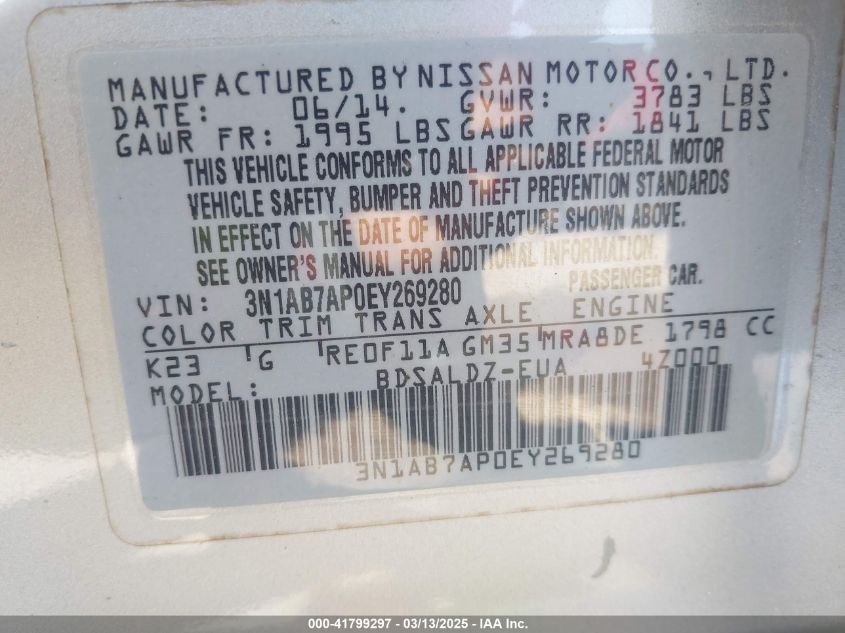 MANUFACTURED BY NISSAN MOTOR CO., LTD.
DATE: 06/14. GVWR: 3783 LBS
GAWR FR: 1995 LBS GAWR RR: 1841 LBS
THIS VEHICLE CONFORMS TO ALL APPLICABLE FEDERAL MOTOR
VEHICLE SAFETY, BUMPER AND THEFT PREVENTION STANDARDS
IN EFFECT ON THE DATE OF MANUFACTURE SHOWN ABOVE.
SEE OWNER'S MANUAL FOR ADDITIONAL INFORMATION.
VIN: 3N1AB7AP0EY269280 PASSENGER CAR.
COLOR TRIM TRANS AXLE ENGINE
K23 G RE0F11A GM35 MRA8DE 1798 CC
MODEL: BDSALDZ-EUA 4Z000
3N1AB7AP0EY269280
000-41799297 - 03/13/2025 - IAA Inc.